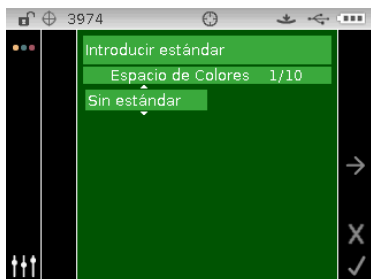 3974
Introducir estándar
Espacio de Colores 1/10
Sin estándar